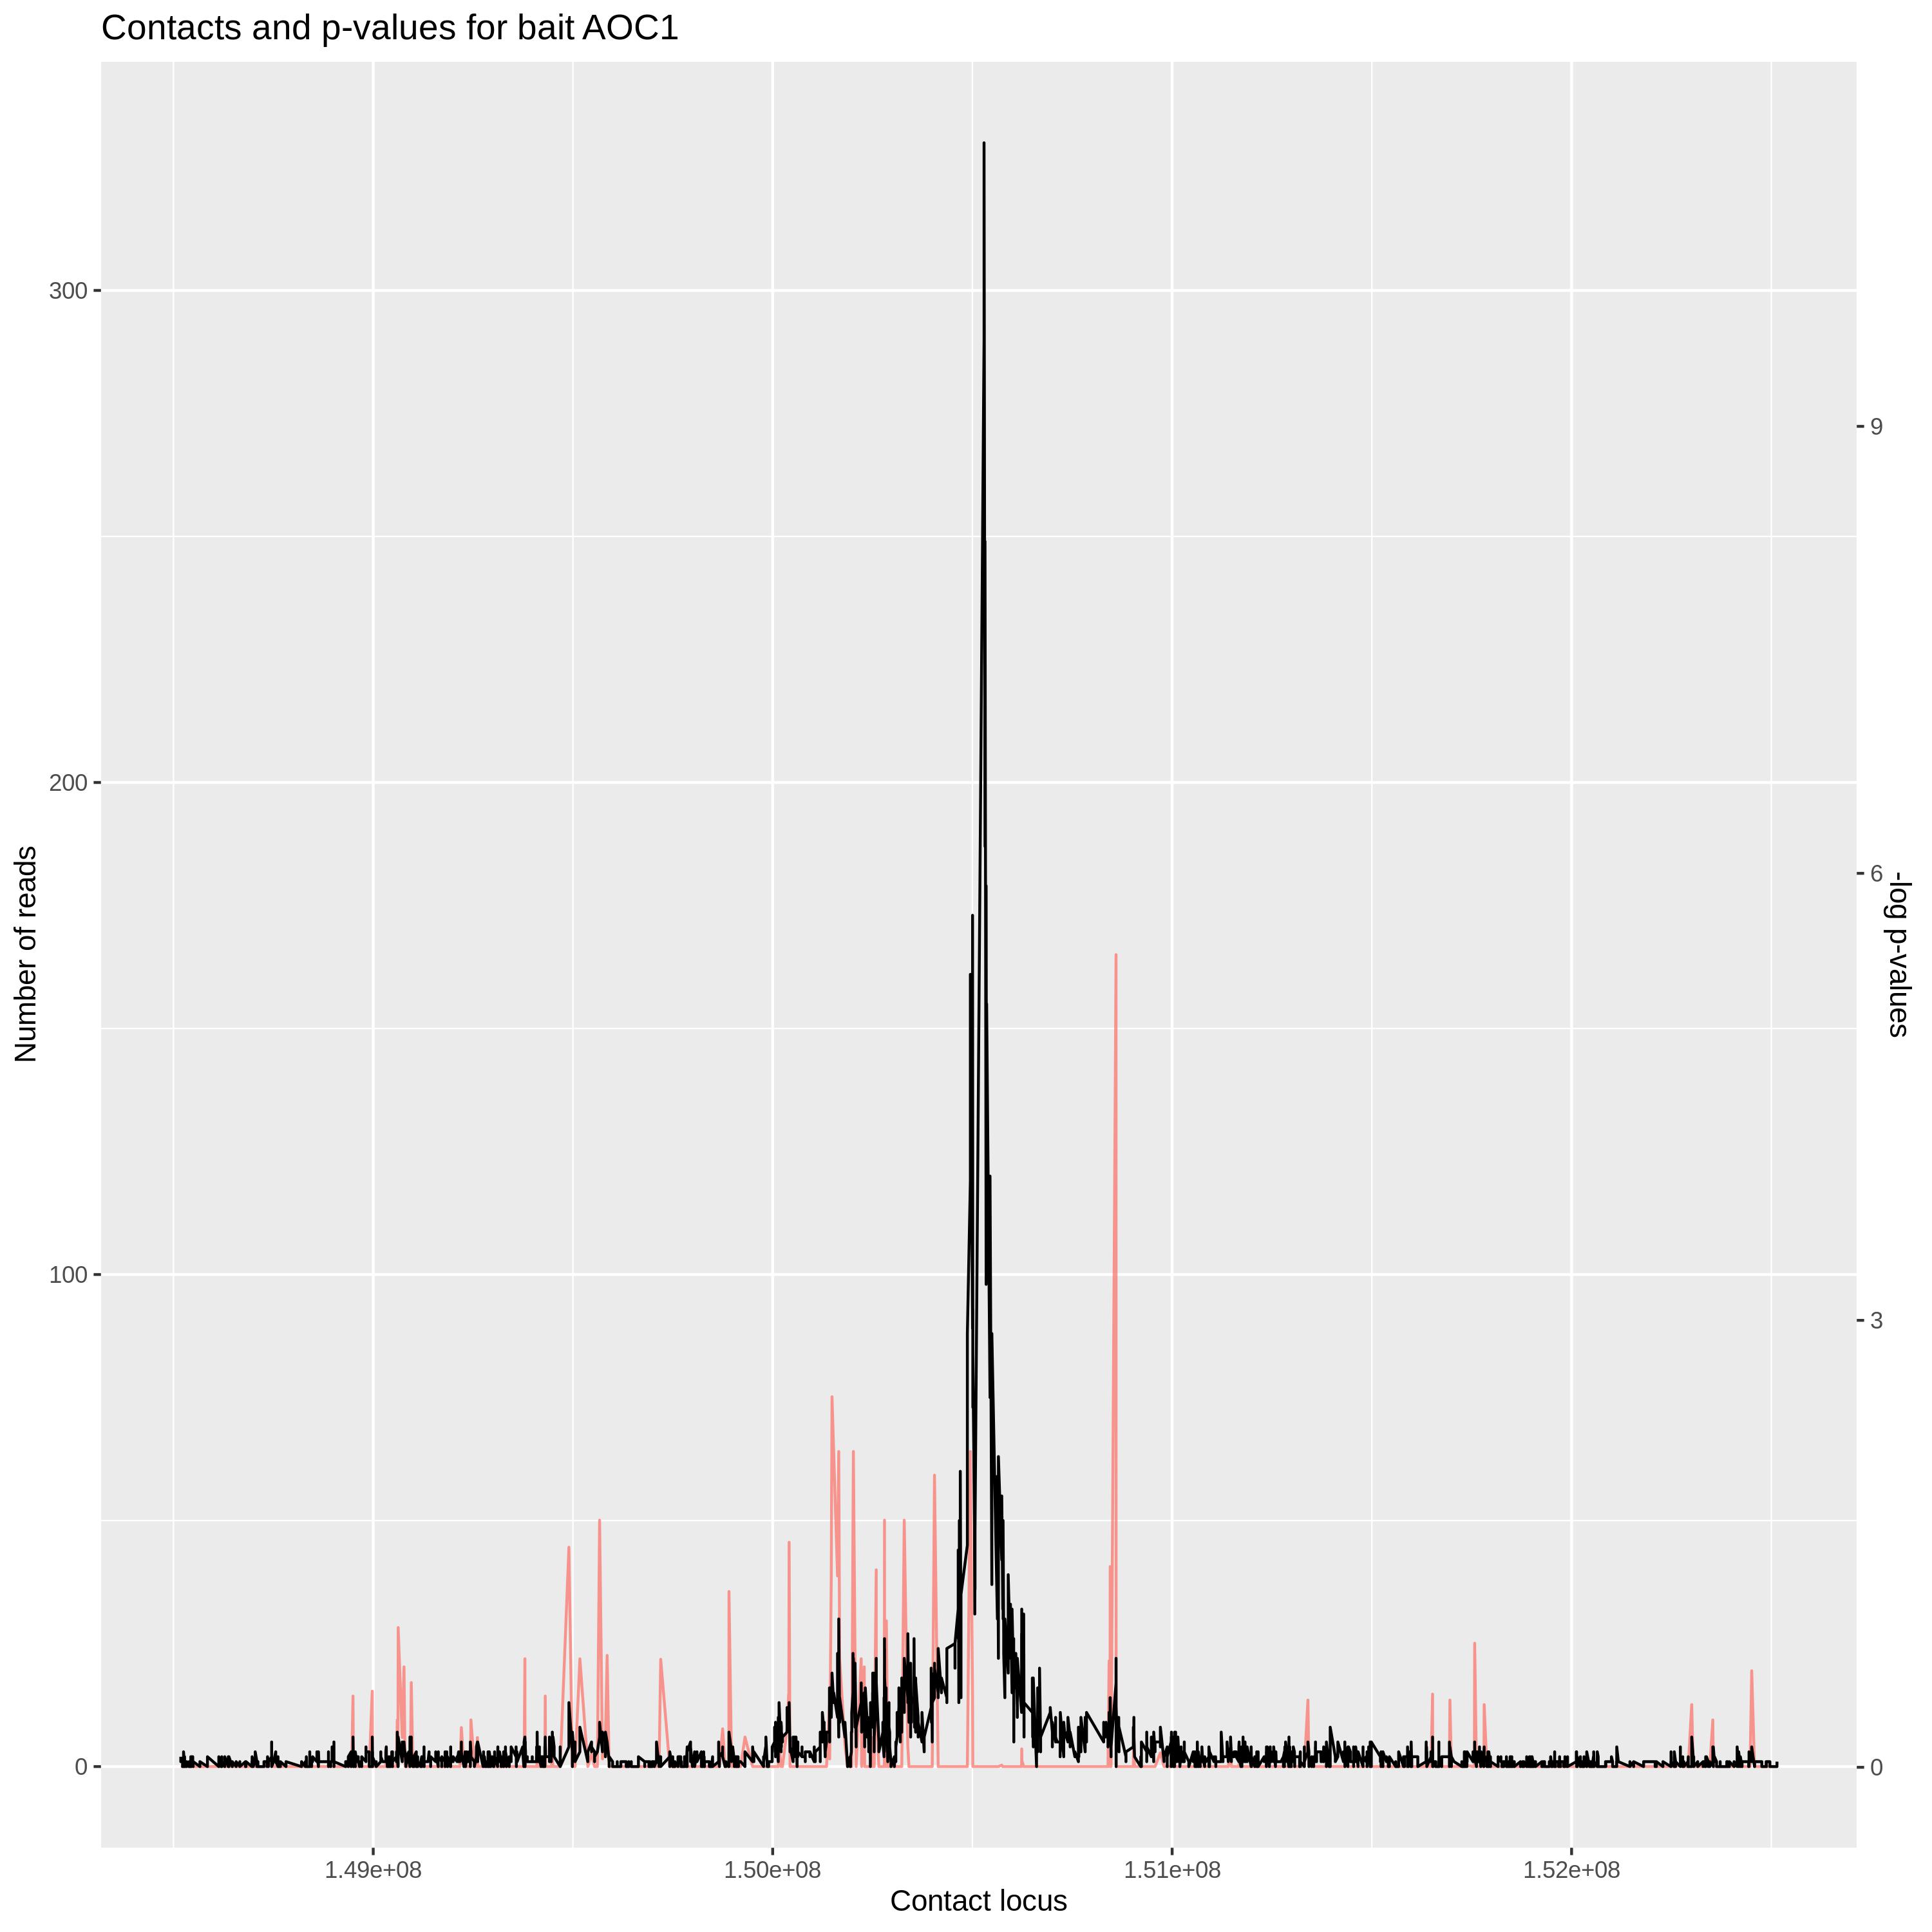 Contacts and p-values for bait AOC1
300
200
100
0
Number of reads
9
6
3
0
-log p-values
1.49e+08
1.50e+08
1.51e+08
1.52e+08
Contact locus